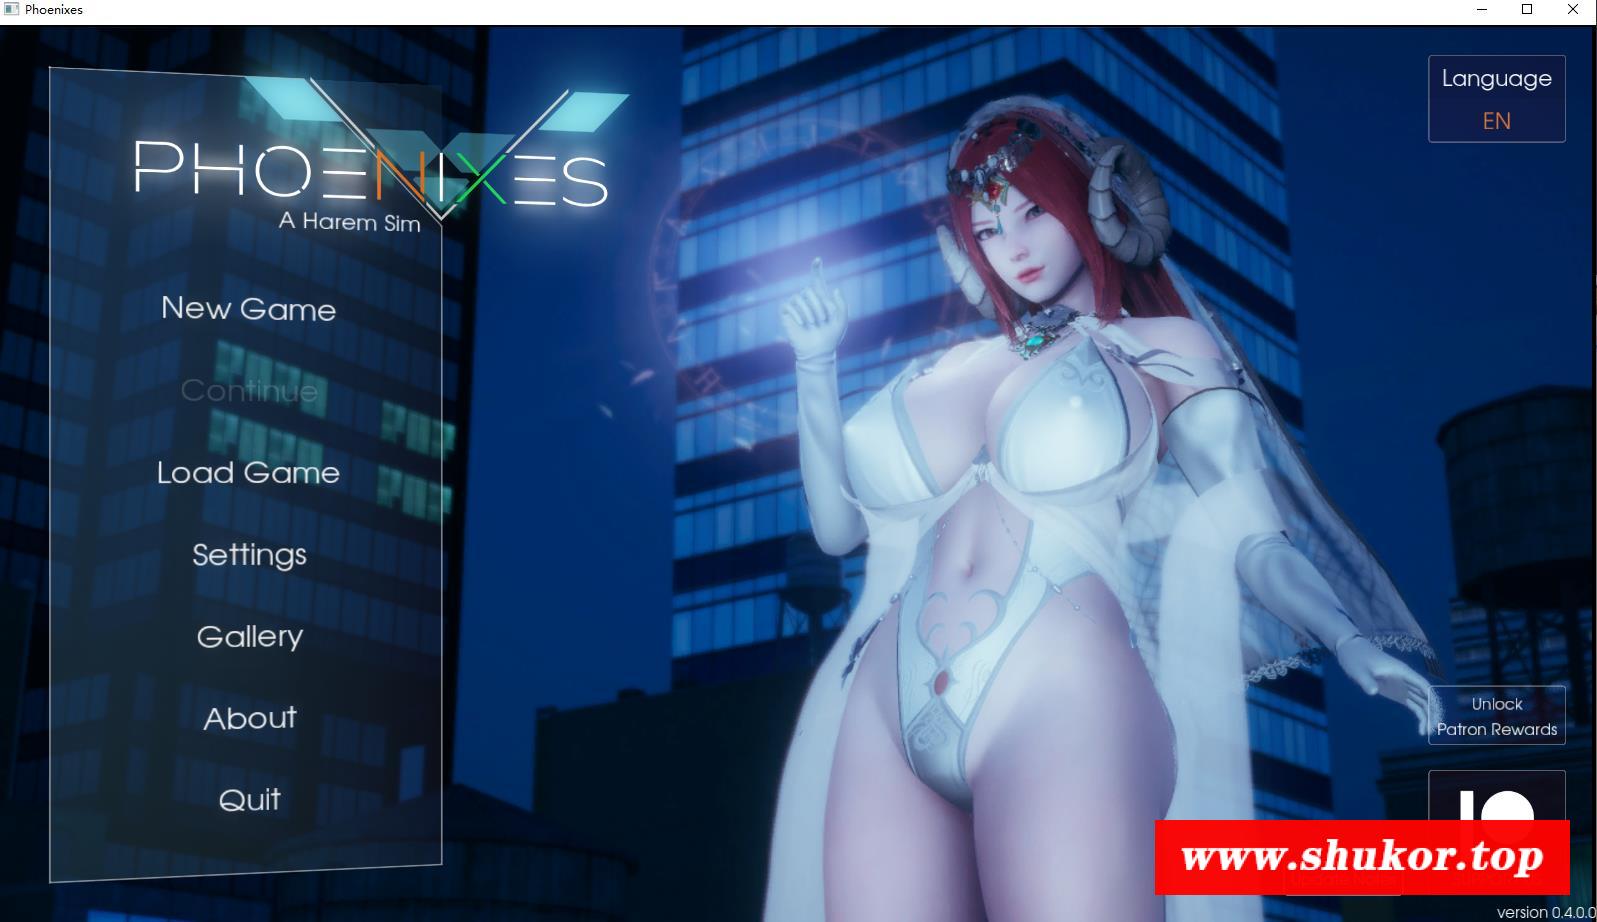 Phoenixes
Language
EN
PHOENIXES
A Harem Sim
New Game
Continue
Load Game
Settings
Gallery
About
Quit
Unlock
Patron Rewards
www.shukor.top
version 0.4.0.0